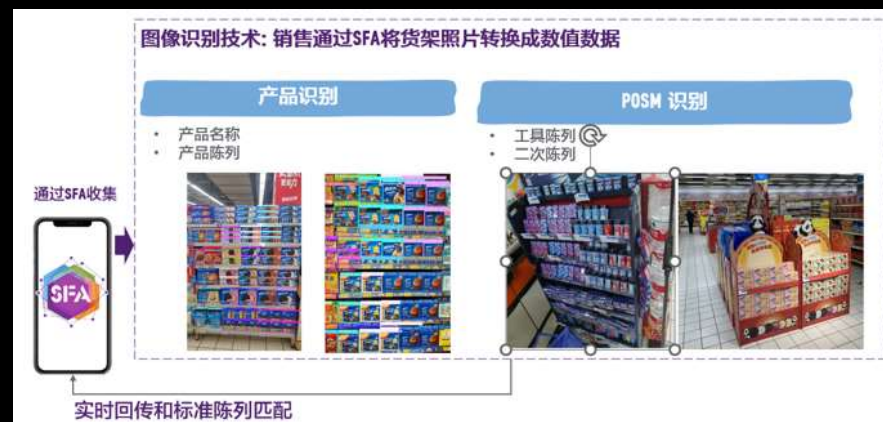 图像识别技术: 销售通过SFA将货架照片转换成数值数据
产品识别
• 产品名称
• 产品陈列
POSM 识别
• 工具陈列
• 二次陈列
通过SFA收集
SFA
实时回传和标准陈列匹配